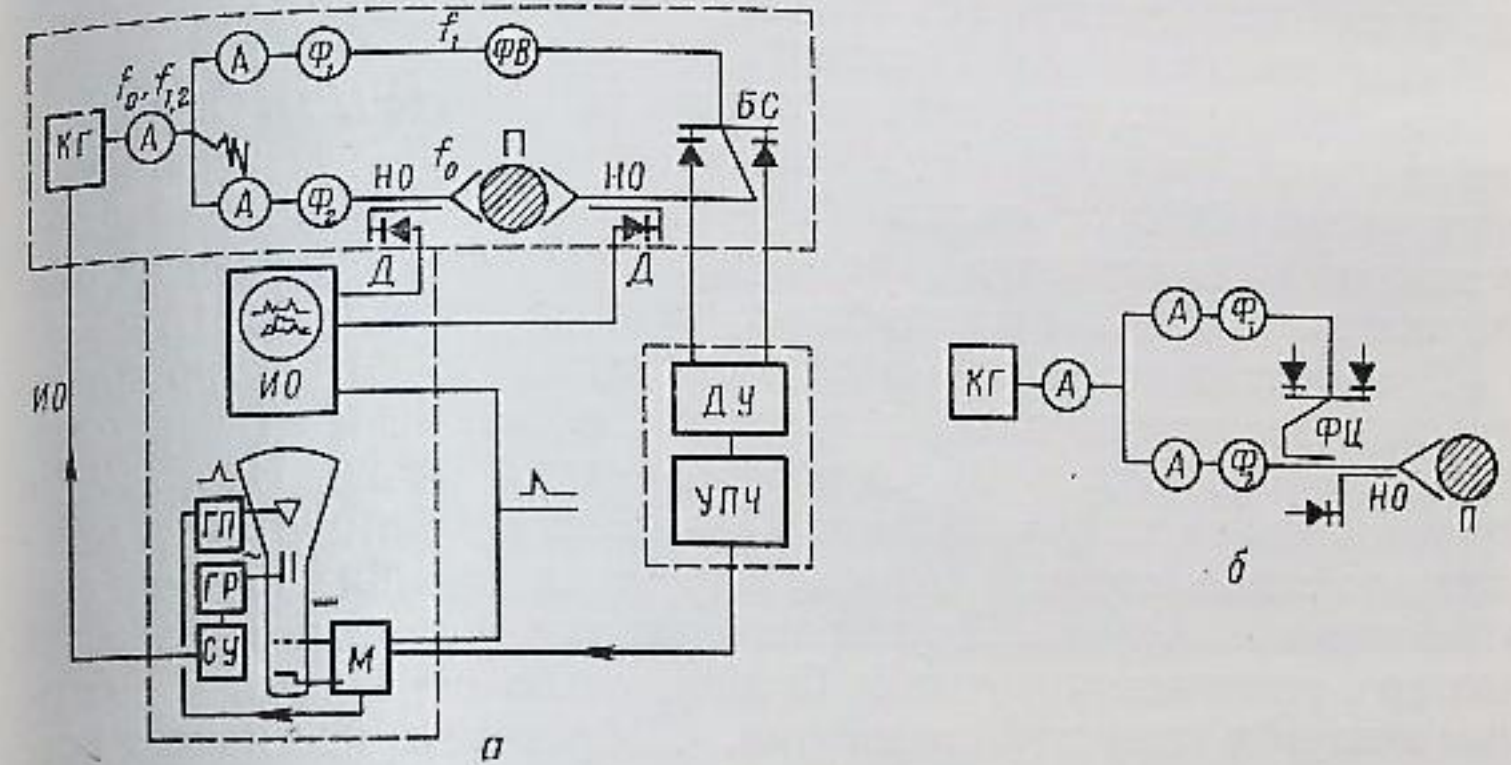 f₁
А Ф₁ ФВ
f₀, f₁,₂
КГ А
БС
f₀ П
А Ф₂ НО НО
Д Д
ИО
ИО
ДУ
УПЧ
ГП
~
ГР
СУ
М
а
А Ф₁
КГ А
ФЦ
А Ф₂
НО П
б